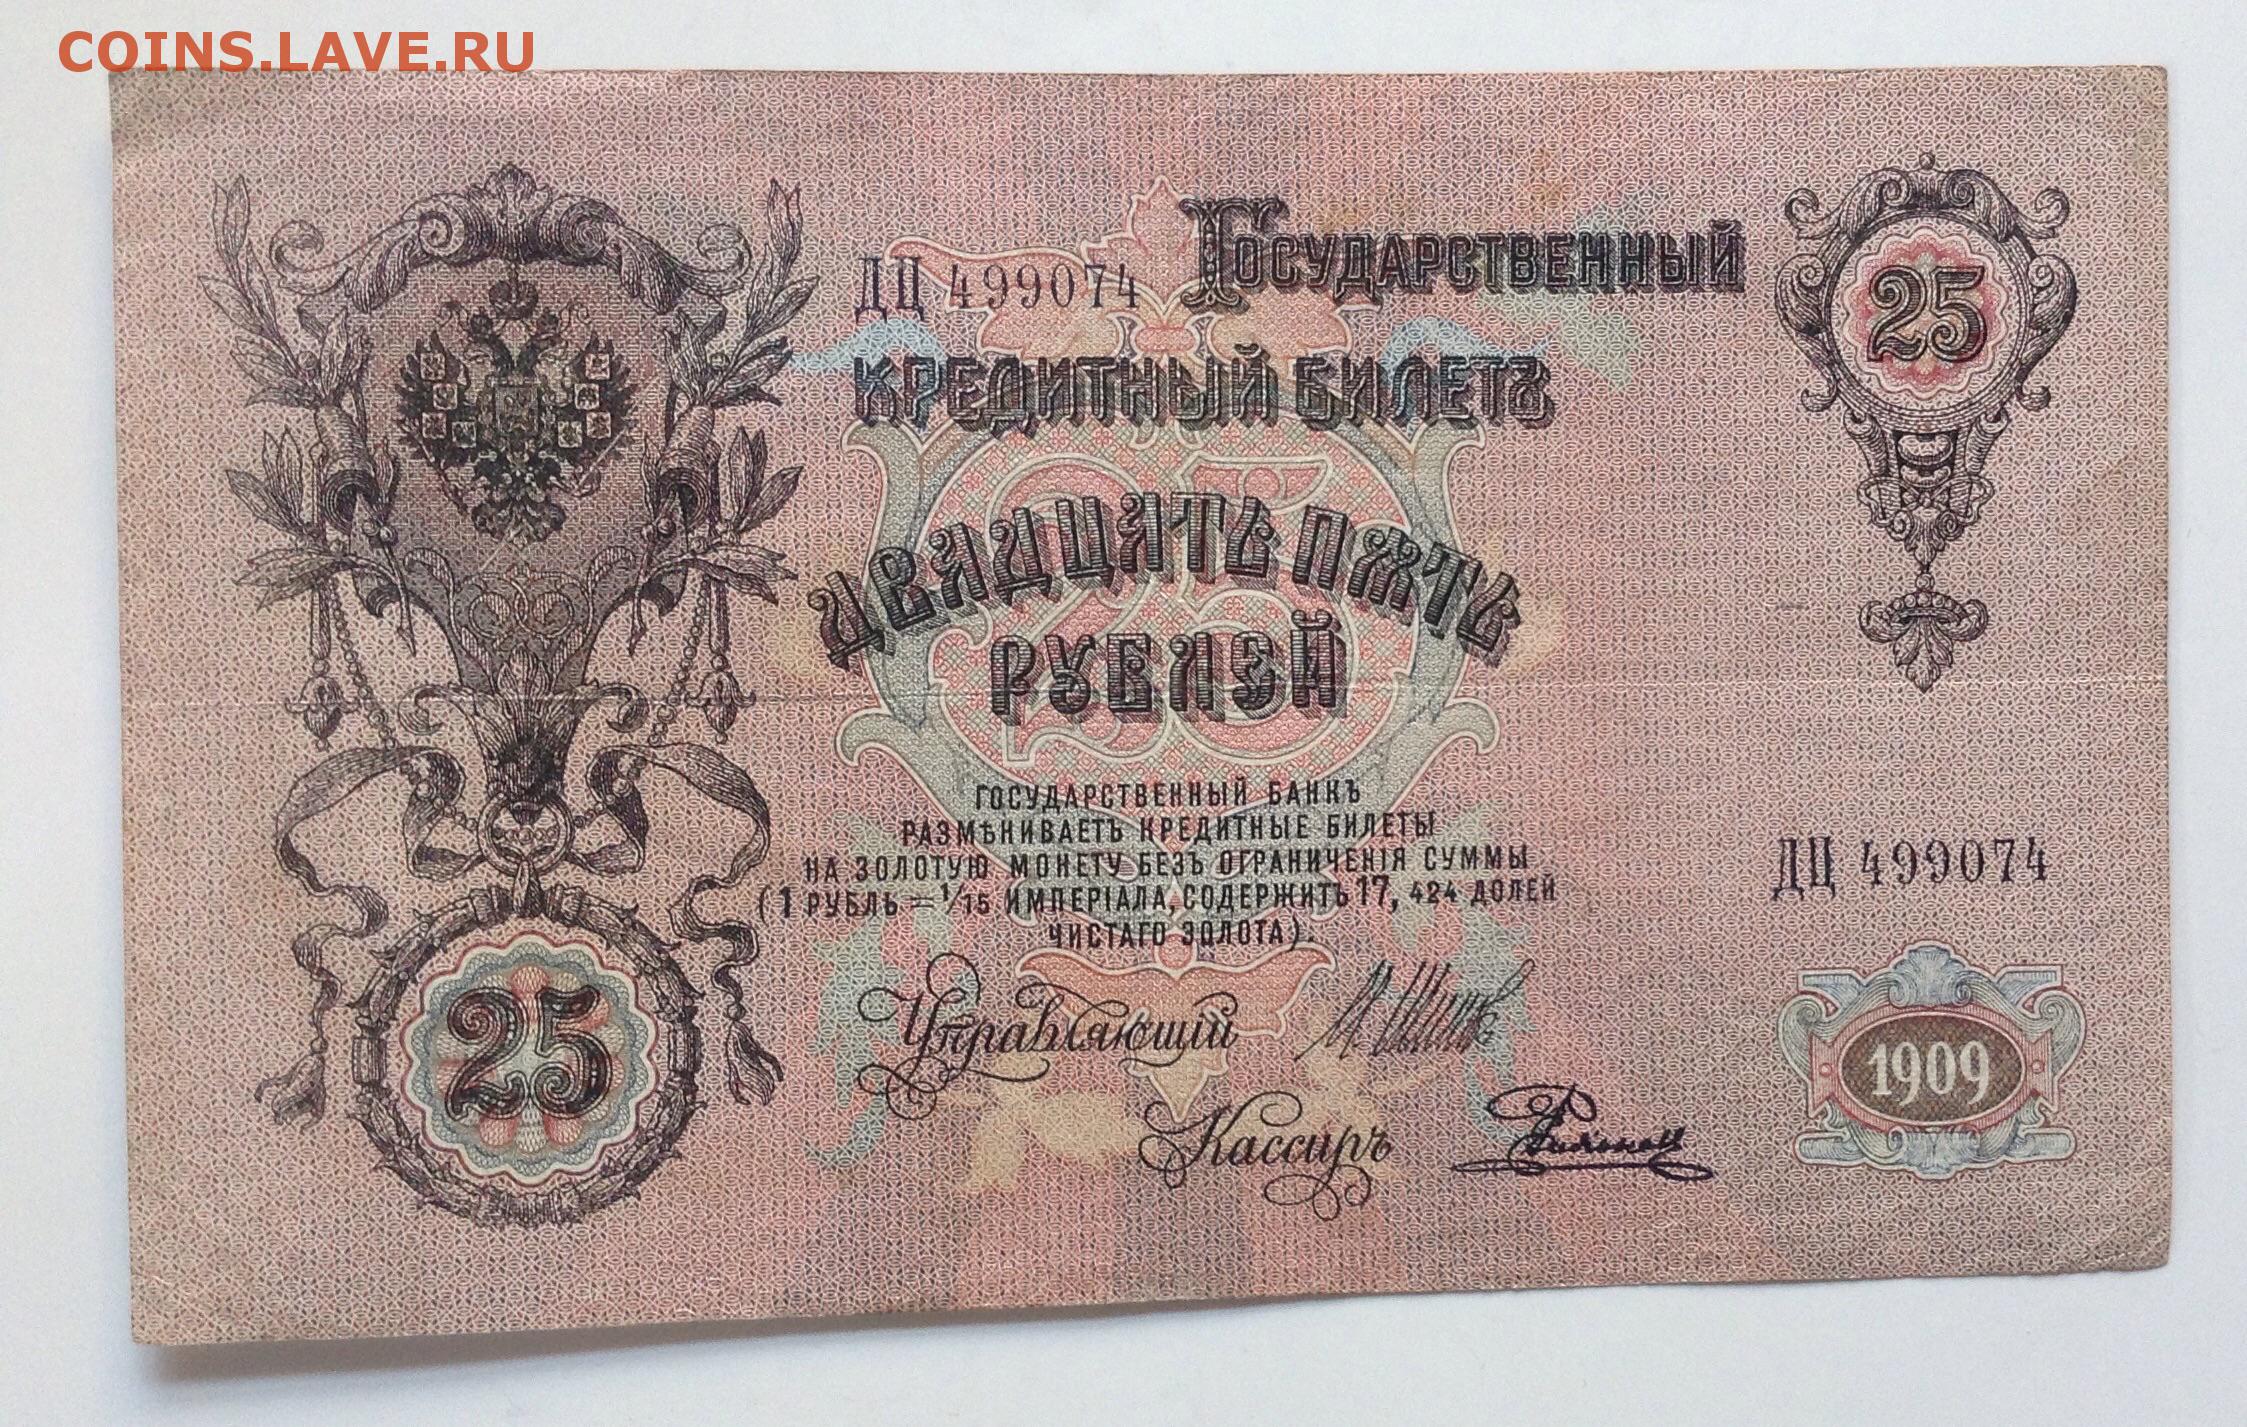 COINS.LAVE.RU
ДЦ 499074 ГОСУДАРСТВЕННЫЙ
КРЕДИТНЫЙ БИЛЕТЪ
25
25
ДВАДЦАТЬ ПЯТЬ
РУБЛЕЙ
ГОСУДАРСТВЕННЫЙ БАНКЪ
РАЗМѢНИВАЕТЪ КРЕДИТНЫЕ БИЛЕТЫ
НА ЗОЛОТУЮ МОНЕТУ БЕЗЪ ОГРАНИЧЕНІЯ СУММЫ
(1 РУБЛЬ = 1/15 ИМПЕРІАЛА, СОДЕРЖИТЪ 17, 424 ДОЛЕЙ
ЧИСТАГО ЗОЛОТА).
ДЦ 499074
Управляющій
Кассиръ
25
1909